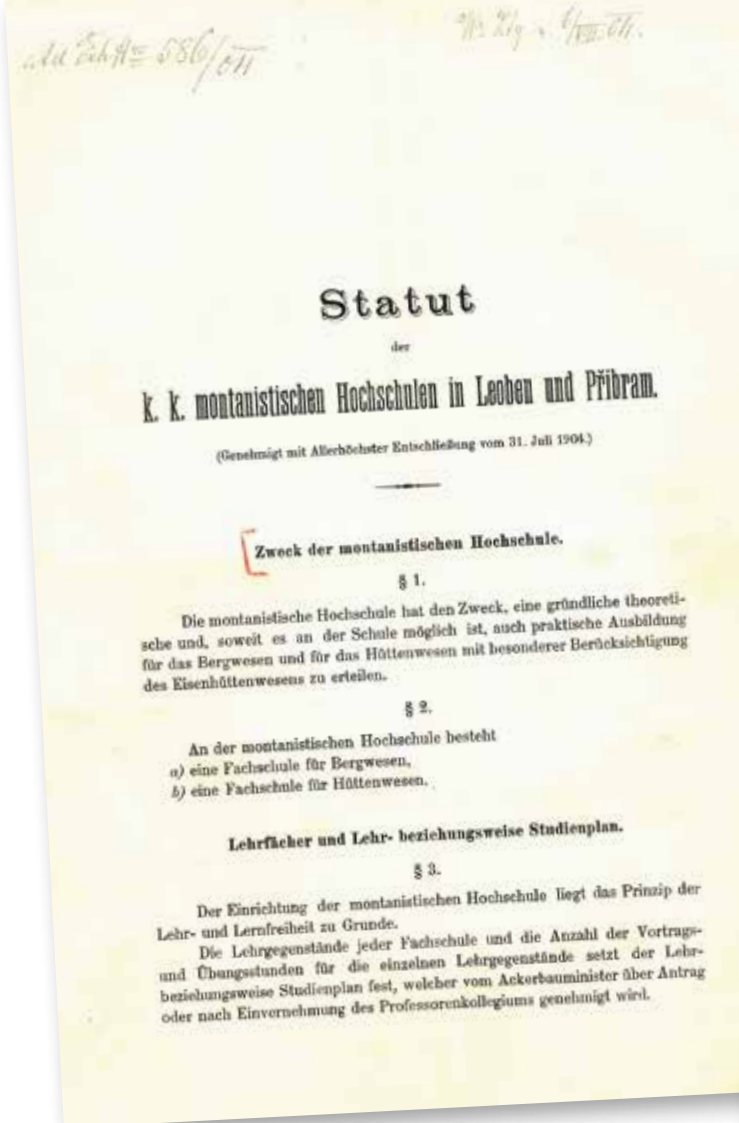 586/04
Statut
der
k. k. montanistischen Hochschulen in Leoben und Přibram.
(Genehmigt mit Allerhöchster Entschließung vom 31. Juli 1904.)
Zweck der montanistischen Hochschule.
§ 1.
Die montanistische Hochschule hat den Zweck, eine gründliche theoreti-
sche und, soweit es an der Schule möglich ist, auch praktische Ausbildung
für das Bergwesen und für das Hüttenwesen mit besonderer Berücksichtigung
des Eisenhüttenwesens zu erteilen.
§ 2.
An der montanistischen Hochschule besteht
a) eine Fachschule für Bergwesen,
b) eine Fachschule für Hüttenwesen.
Lehrfächer und Lehr- beziehungsweise Studienplan.
§ 3.
Der Einrichtung der montanistischen Hochschule liegt das Prinzip der
Lehr- und Lernfreiheit zu Grunde.
Die Lehrgegenstände jeder Fachschule und die Anzahl der Vortrags-
und Übungsstunden für die einzelnen Lehrgegenstände setzt der Lehr-
beziehungsweise Studienplan fest, welcher vom Ackerbauminister über Antrag
oder nach Einvernehmung des Professorenkollegiums genehmigt wird.